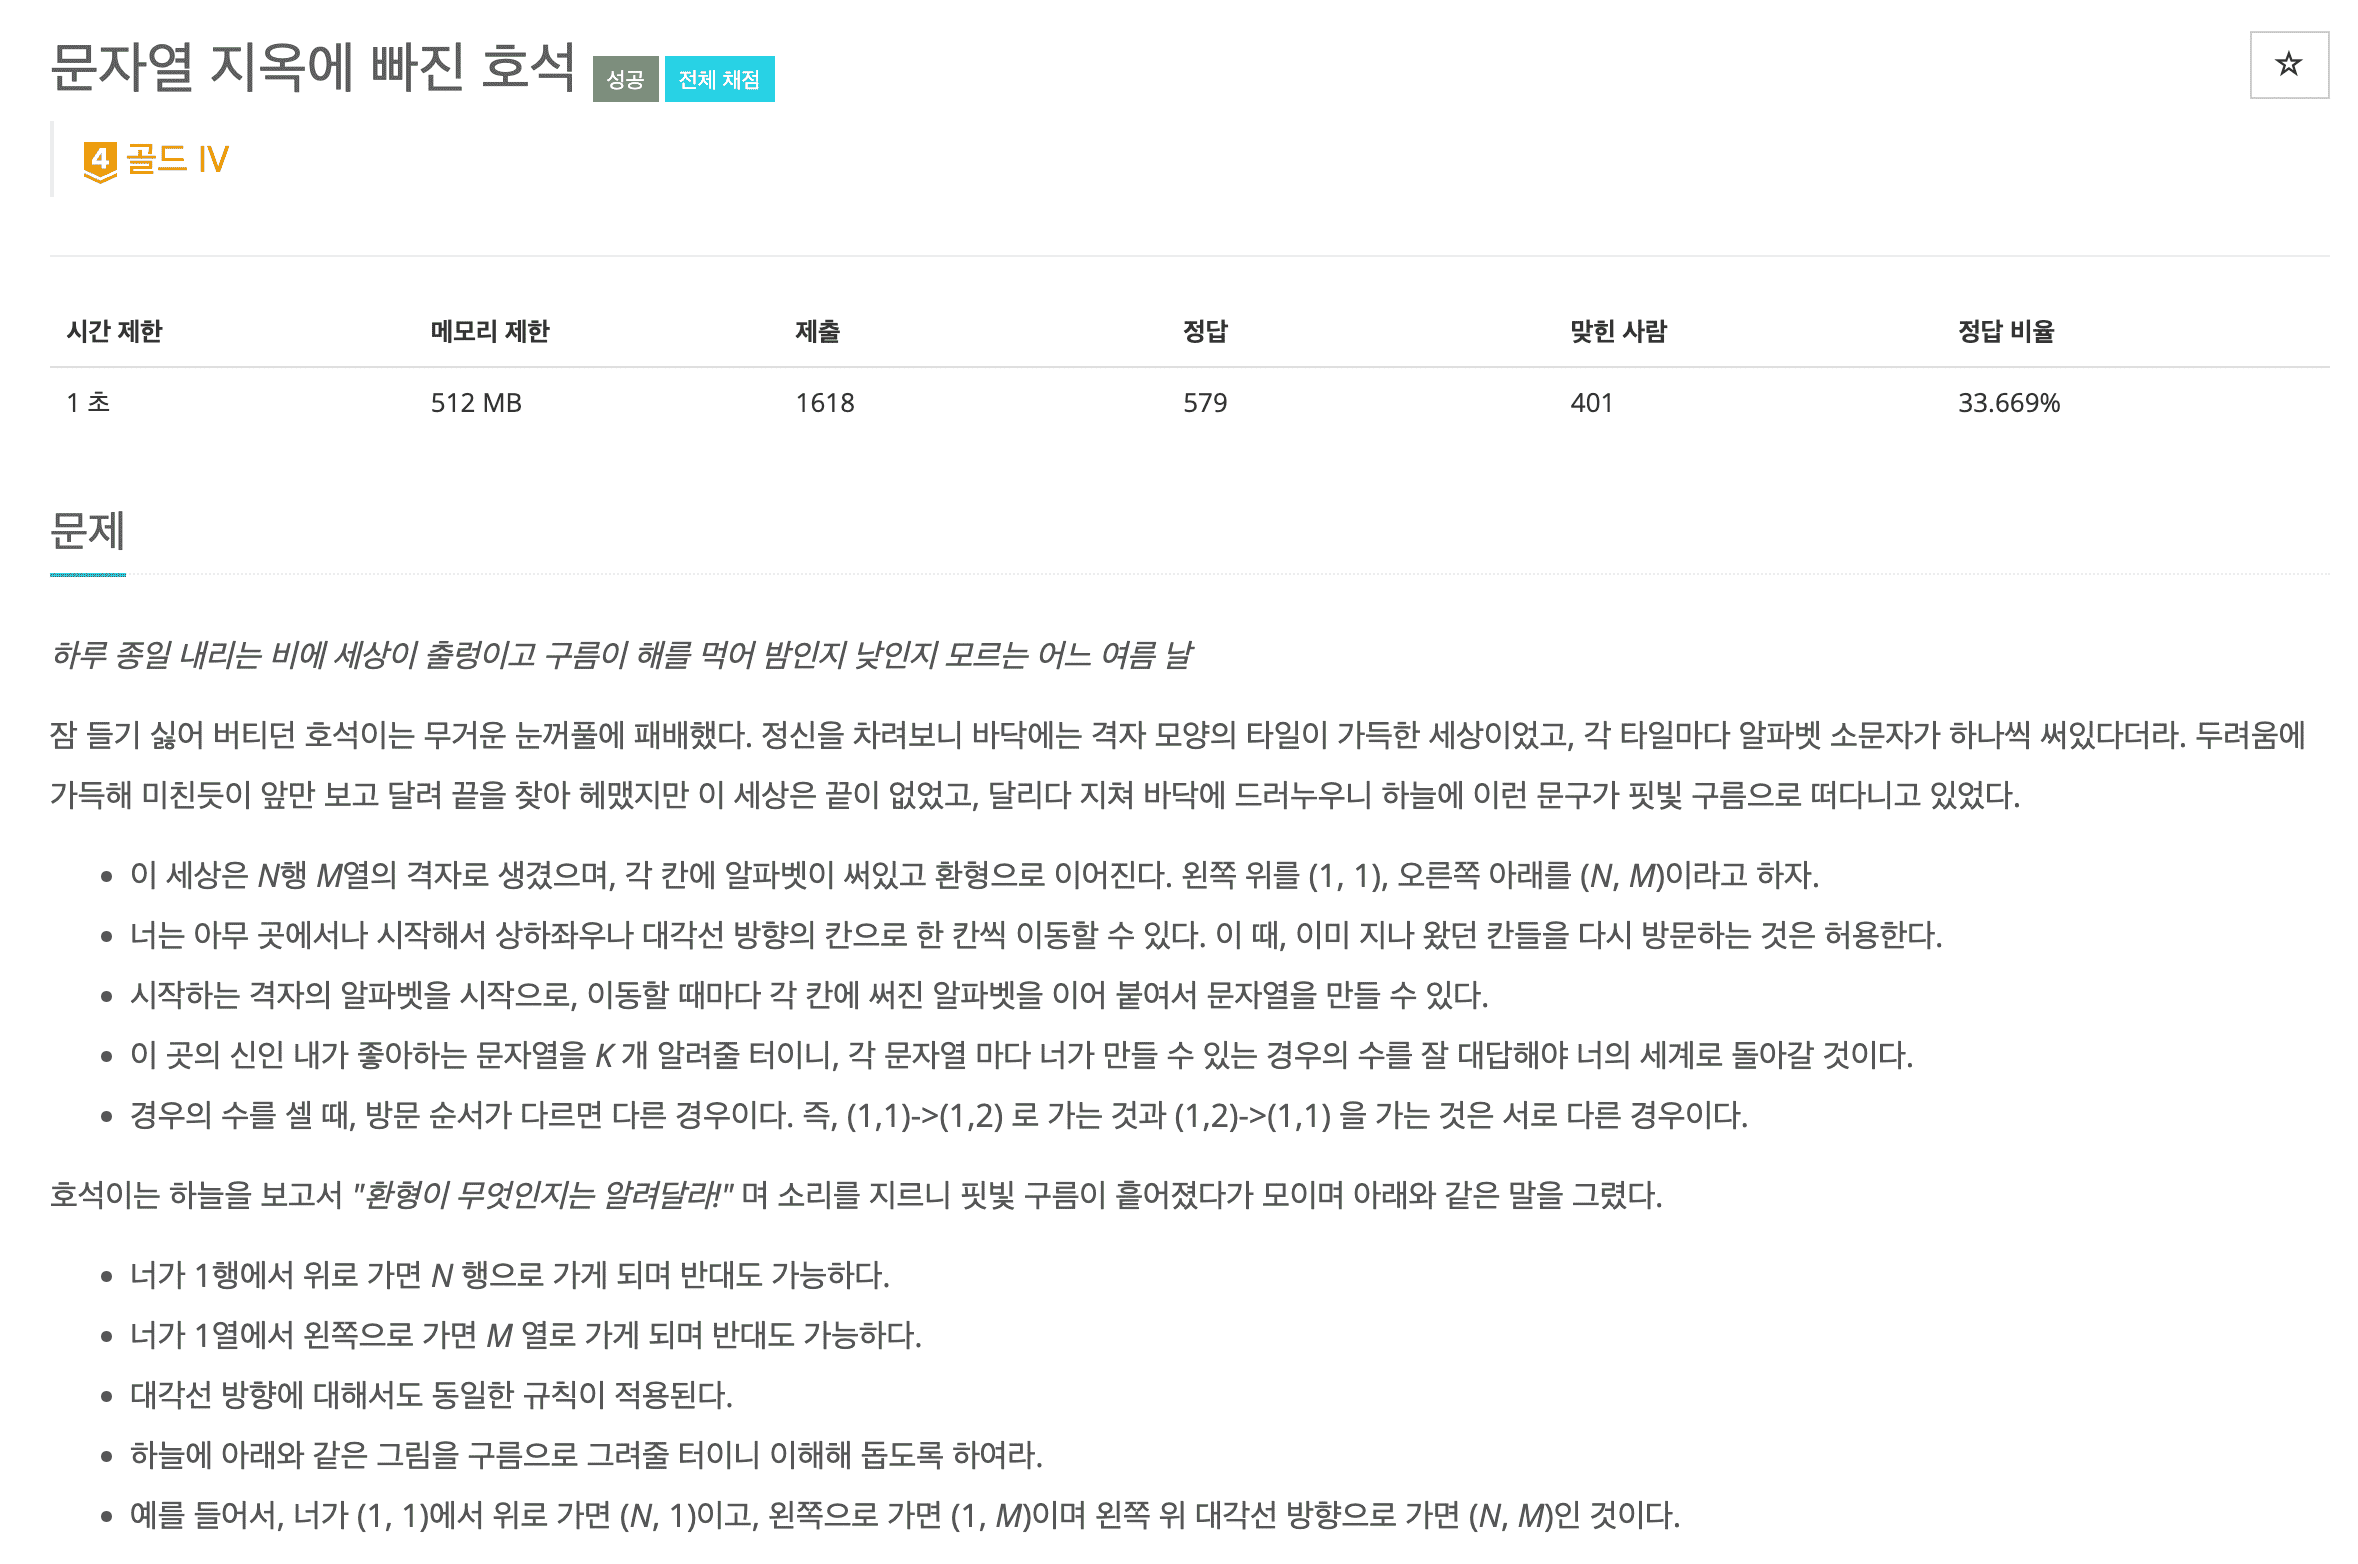 문자열 지옥에 빠진 호석 성공 전체 채점
4 골드 IV
시간 제한 메모리 제한 제출 정답 맞힌 사람 정답 비율
1 초 512 MB 1618 579 401 33.669%
문제
하루 종일 내리는 비에 세상이 출렁이고 구름이 해를 먹어 밤인지 낮인지 모르는 어느 여름 날
잠 들기 싫어 버티던 호석이는 무거운 눈꺼풀에 패배했다. 정신을 차려보니 바닥에는 격자 모양의 타일이 가득한 세상이었고, 각 타일마다 알파벳 소문자가 하나씩 써있다더라. 두려움에
가득해 미친듯이 앞만 보고 달려 끝을 찾아 헤맸지만 이 세상은 끝이 없었고, 달리다 지쳐 바닥에 드러누우니 하늘에 이런 문구가 핏빛 구름으로 떠다니고 있었다.
• 이 세상은 N행 M열의 격자로 생겼으며, 각 칸에 알파벳이 써있고 환형으로 이어진다. 왼쪽 위를 (1, 1), 오른쪽 아래를 (N, M)이라고 하자.
• 너는 아무 곳에서나 시작해서 상하좌우나 대각선 방향의 칸으로 한 칸씩 이동할 수 있다. 이 때, 이미 지나 왔던 칸들을 다시 방문하는 것은 허용한다.
• 시작하는 격자의 알파벳을 시작으로, 이동할 때마다 각 칸에 써진 알파벳을 이어 붙여서 문자열을 만들 수 있다.
• 이 곳의 신인 내가 좋아하는 문자열을 K 개 알려줄 터이니, 각 문자열 마다 너가 만들 수 있는 경우의 수를 잘 대답해야 너의 세계로 돌아갈 것이다.
• 경우의 수를 셀 때, 방문 순서가 다르면 다른 경우이다. 즉, (1,1)->(1,2) 로 가는 것과 (1,2)->(1,1) 을 가는 것은 서로 다른 경우이다.
호석이는 하늘을 보고서 "환형이 무엇인지는 알려달라!" 며 소리를 지르니 핏빛 구름이 흩어졌다가 모이며 아래와 같은 말을 그렸다.
• 너가 1행에서 위로 가면 N 행으로 가게 되며 반대도 가능하다.
• 너가 1열에서 왼쪽으로 가면 M 열로 가게 되며 반대도 가능하다.
• 대각선 방향에 대해서도 동일한 규칙이 적용된다.
• 하늘에 아래와 같은 그림을 구름으로 그려줄 터이니 이해해 돕도록 하여라.
• 예를 들어서, 너가 (1, 1)에서 위로 가면 (N, 1)이고, 왼쪽으로 가면 (1, M)이며 왼쪽 위 대각선 방향으로 가면 (N, M)인 것이다.